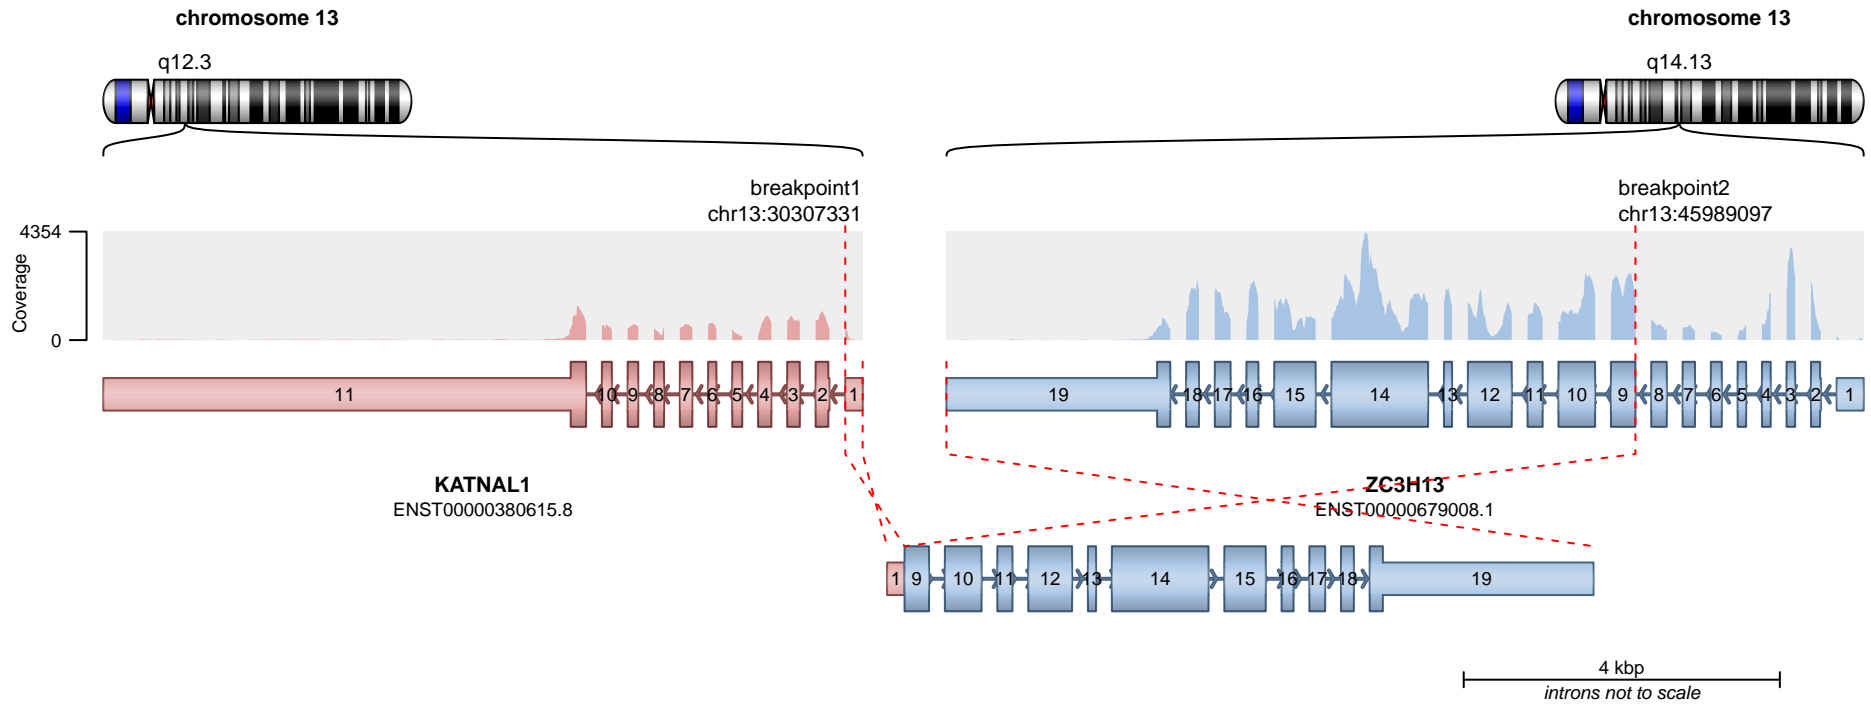 chromosome 13
chromosome 13
q12.3
q14.13
breakpoint1
chr13:30307331
breakpoint2
chr13:45989097
4354
Coverage
0
11 10 9 8 7 6 5 4 3 2 1
19 18 17 16 15 14 13 12 11 10 9 8 7 6 5 4 3 2 1
KATNAL1
ENST00000380615.8
ZC3H13
ENST00000679008.1
1 9 10 11 12 13 14 15 16 17 18 19
4 kbp
introns not to scale